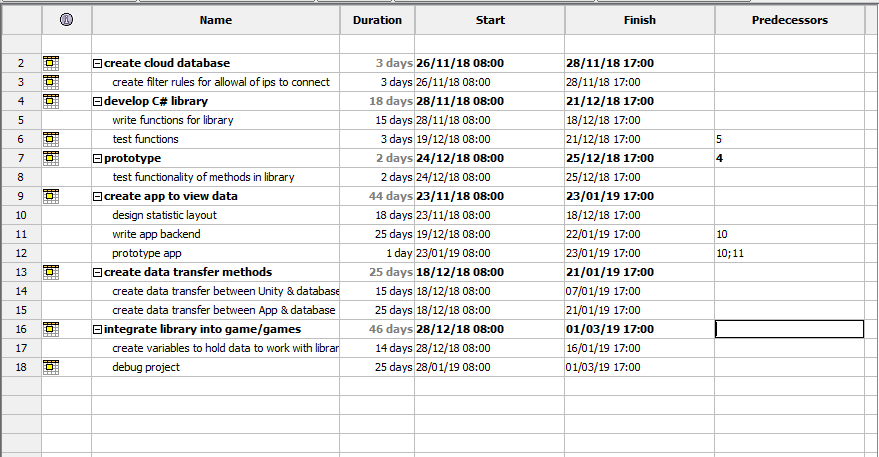 Name Duration Start Finish Predecessors
2 create cloud database 3 days 26/11/18 08:00 28/11/18 17:00
3 create filter rules for allowal of ips to connect 3 days 26/11/18 08:00 28/11/18 17:00
4 develop C# library 18 days 28/11/18 08:00 21/12/18 17:00
5 write functions for library 15 days 28/11/18 08:00 18/12/18 17:00
6 test functions 3 days 19/12/18 08:00 21/12/18 17:00 5
7 prototype 2 days 24/12/18 08:00 25/12/18 17:00 4
8 test functionality of methods in library 2 days 24/12/18 08:00 25/12/18 17:00
9 create app to view data 44 days 23/11/18 08:00 23/01/19 17:00
10 design statistic layout 18 days 23/11/18 08:00 18/12/18 17:00
11 write app backend 25 days 19/12/18 08:00 22/01/19 17:00 10
12 prototype app 1 day 23/01/19 08:00 23/01/19 17:00 10;11
13 create data transfer methods 25 days 18/12/18 08:00 21/01/19 17:00
14 create data transfer between Unity & database 15 days 18/12/18 08:00 07/01/19 17:00
15 create data transfer between App & database 25 days 18/12/18 08:00 21/01/19 17:00
16 integrate library into game/games 46 days 28/12/18 08:00 01/03/19 17:00
17 create variables to hold data to work with librar 14 days 28/12/18 08:00 16/01/19 17:00
18 debug project 25 days 28/01/19 08:00 01/03/19 17:00